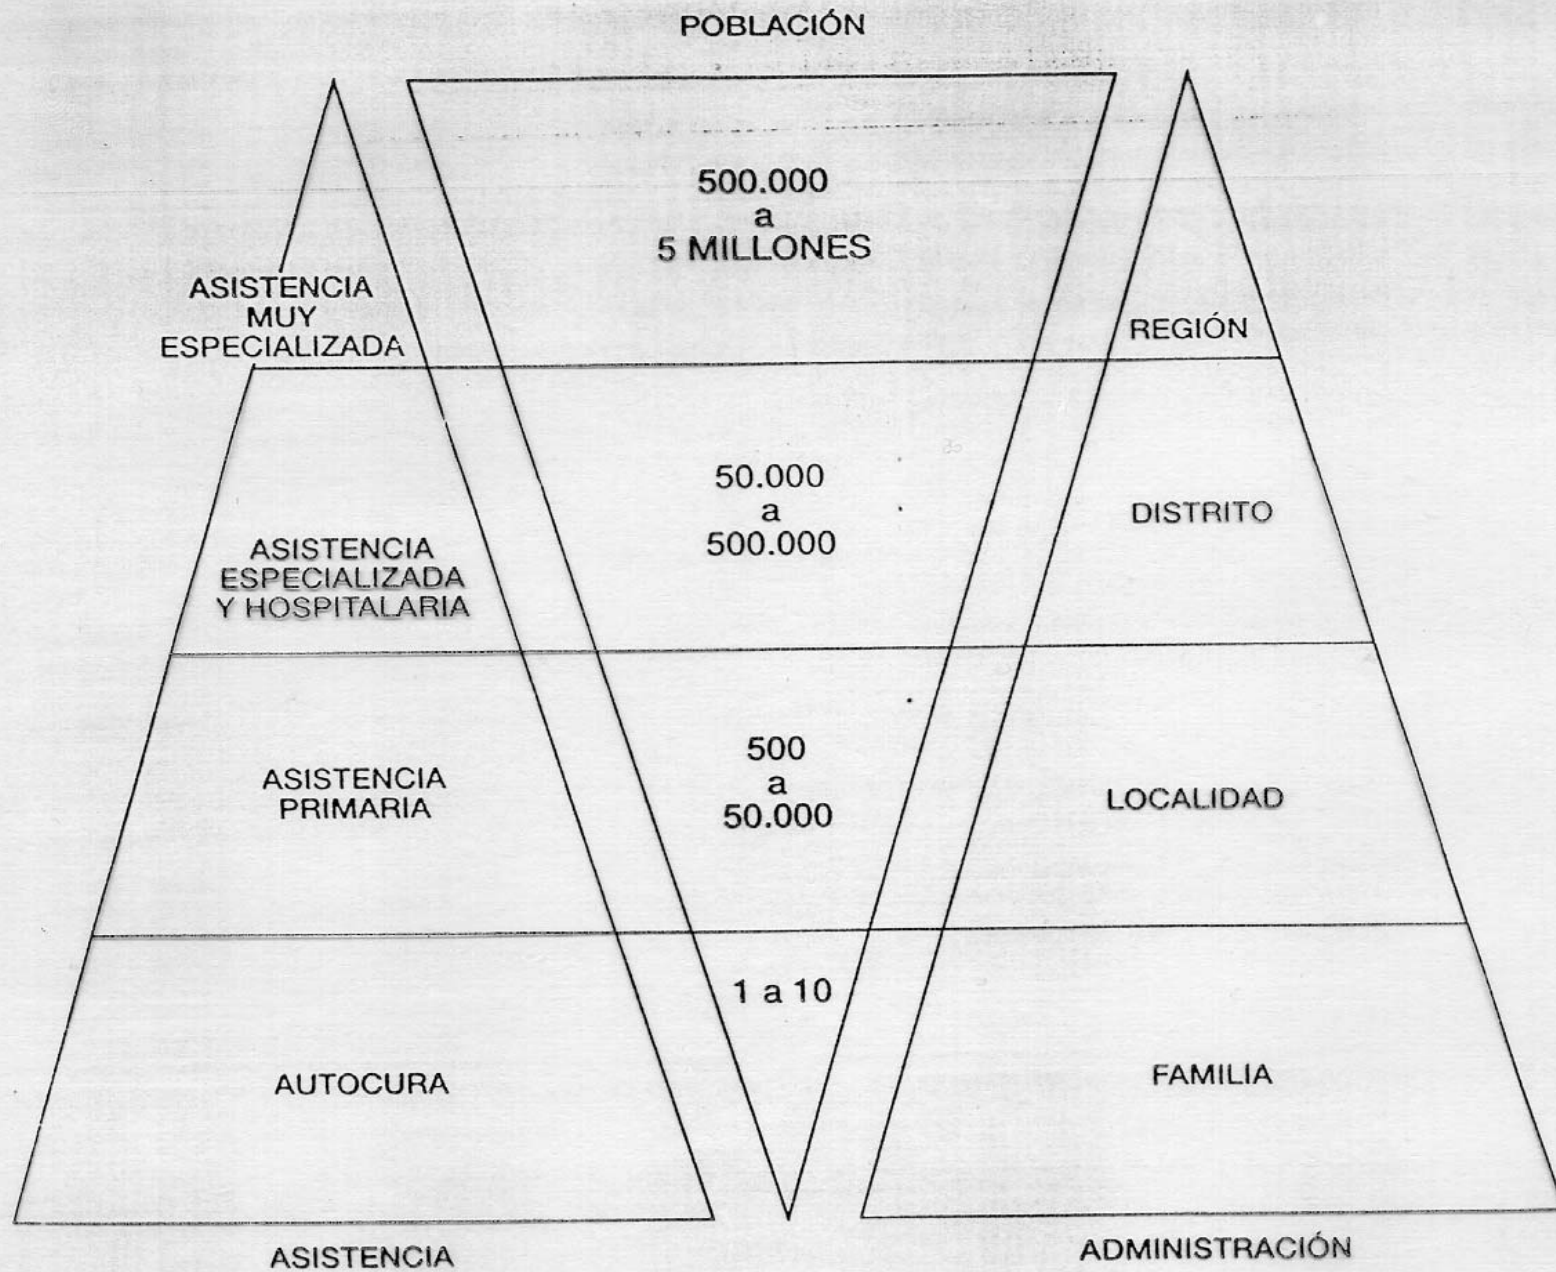 POBLACIÓN
500.000
a
5 MILLONES
ASISTENCIA
MUY
ESPECIALIZADA
REGIÓN
50.000
a
500.000
DISTRITO
ASISTENCIA
ESPECIALIZADA
Y HOSPITALARIA
500
a
50.000
ASISTENCIA
PRIMARIA
LOCALIDAD
1 a 10
AUTOCURA
FAMILIA
ASISTENCIA
ADMINISTRACIÓN